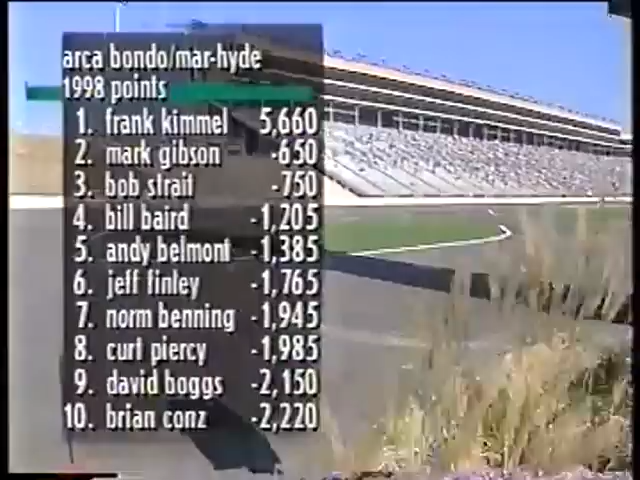 arca bondo/mar-hyde
1998 points
1. frank kimmel 5,660
2. mark gibson -650
3. bob strait -750
4. bill baird -1,205
5. andy belmont -1,385
6. jeff finley -1,765
7. norm benning -1,945
8. curt piercy -1,985
9. david boggs -2,150
10. brian conz -2,220